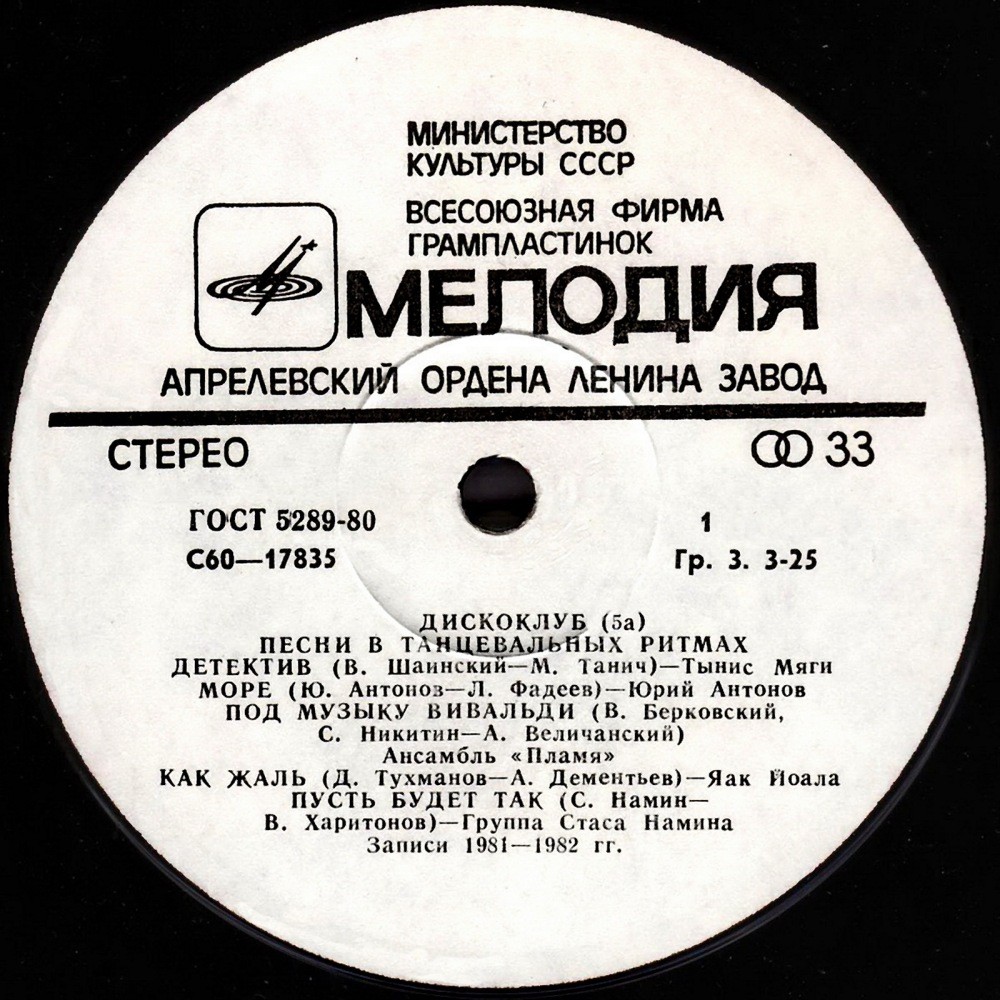 МИНИСТЕРСТВО
КУЛЬТУРЫ СССР
ВСЕСОЮЗНАЯ ФИРМА
ГРАМПЛАСТИНОК
МЕЛОДИЯ
АПРЕЛЕВСКИЙ ОРДЕНА ЛЕНИНА ЗАВОД
СТЕРЕО
33
ГОСТ 5289-80
1
С60—17835
Гр. 3. 3-25
ДИСКОКЛУБ (5а)
ПЕСНИ В ТАНЦЕВАЛЬНЫХ РИТМАХ
ДЕТЕКТИВ (В. Шаинский—М. Танич)—Тынис Мяги
МОРЕ (Ю. Антонов—Л. Фадеев)—Юрий Антонов
ПОД МУЗЫКУ ВИВАЛЬДИ (В. Берковский,
С. Никитин—А. Величанский)
Ансамбль «Пламя»
КАК ЖАЛЬ (Д. Тухманов—А. Дементьев)—Яак Йоала
ПУСТЬ БУДЕТ ТАК (С. Намин—
В. Харитонов)—Группа Стаса Намина
Записи 1981—1982 гг.